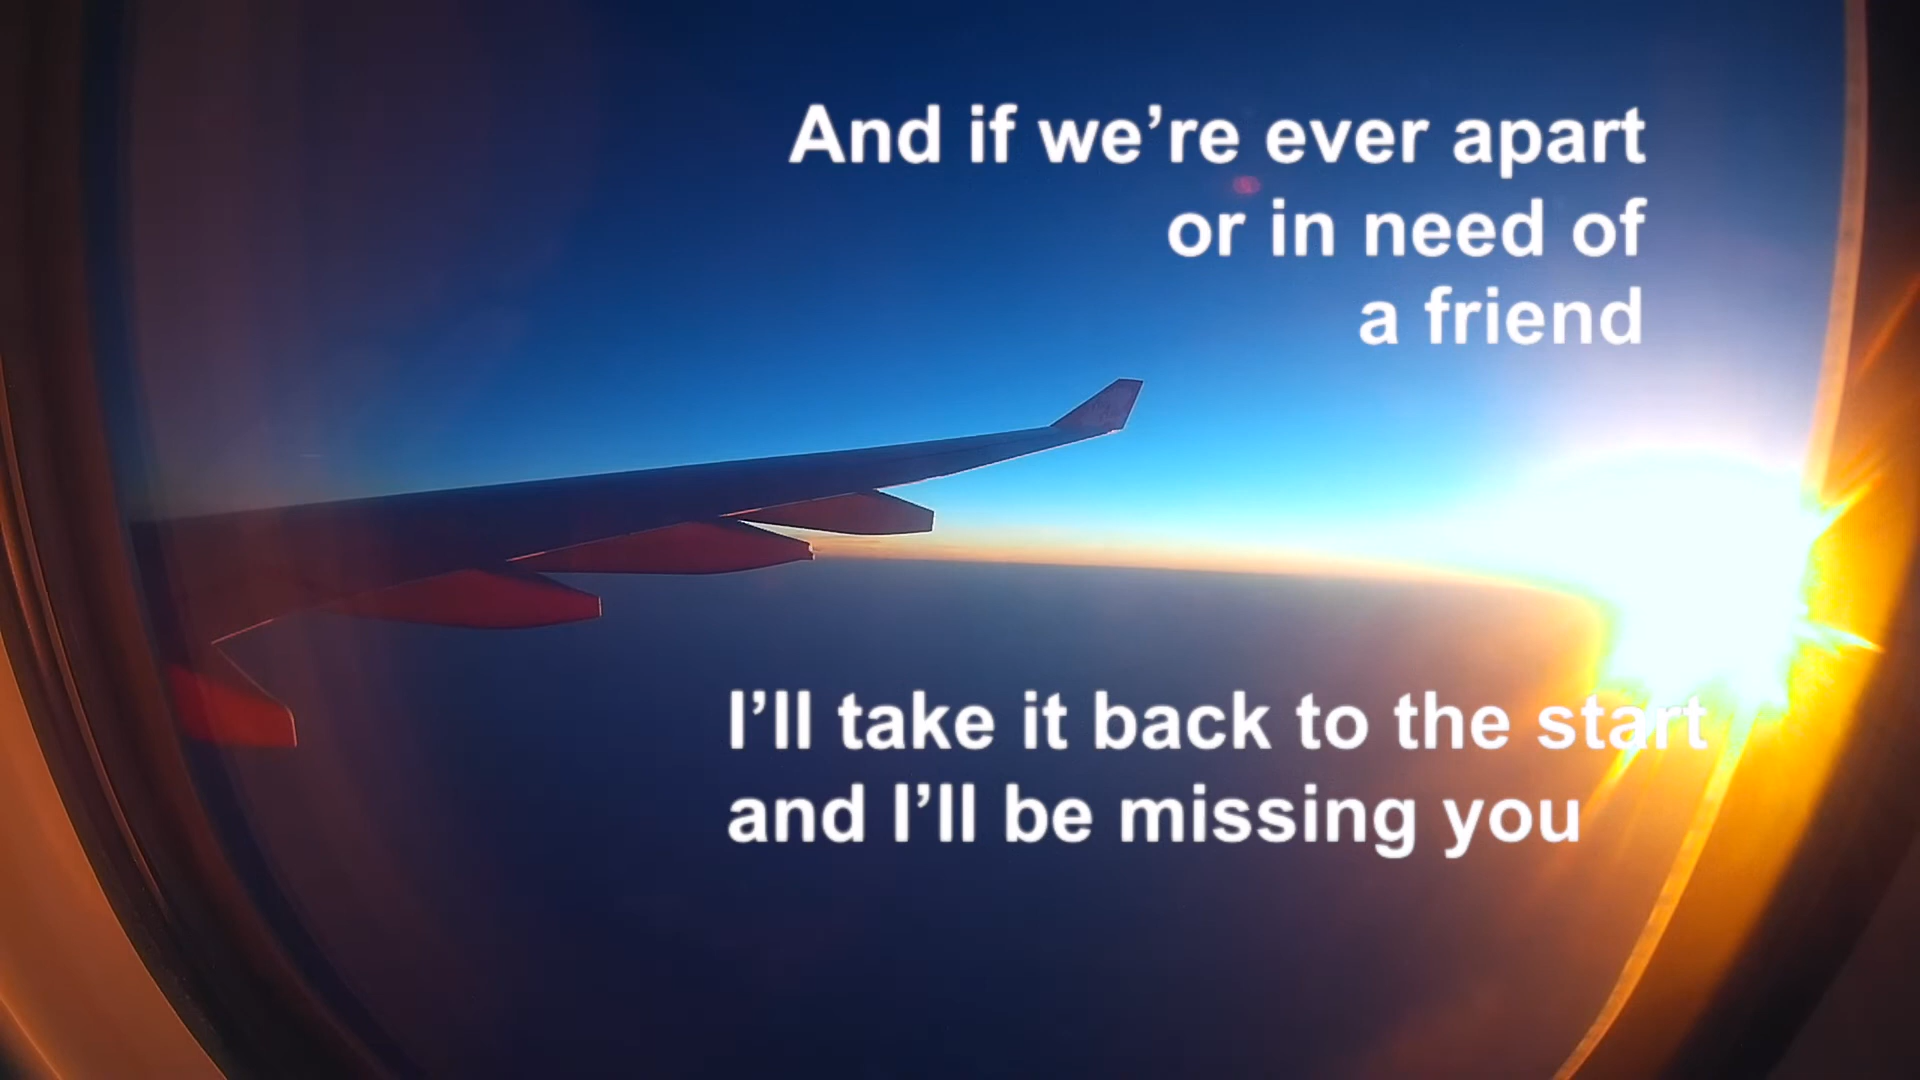 And if we’re ever apart
or in need of
a friend
I’ll take it back to the start
and I’ll be missing you